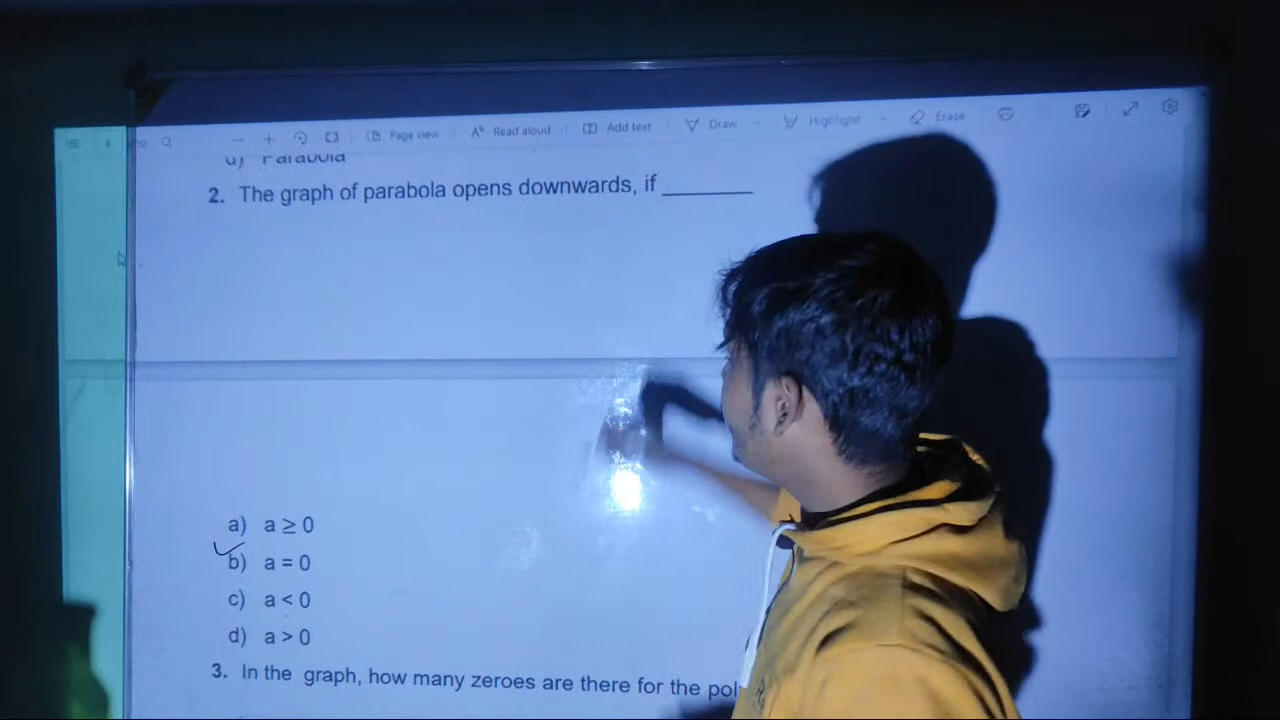 Page view
Read aloud
Add text
Draw
Highlight
Erase
d) Parabola
2. The graph of parabola opens downwards, if ________
a) a ≥ 0
b) a = 0
c) a < 0
d) a > 0
3. In the graph, how many zeroes are there for the pol